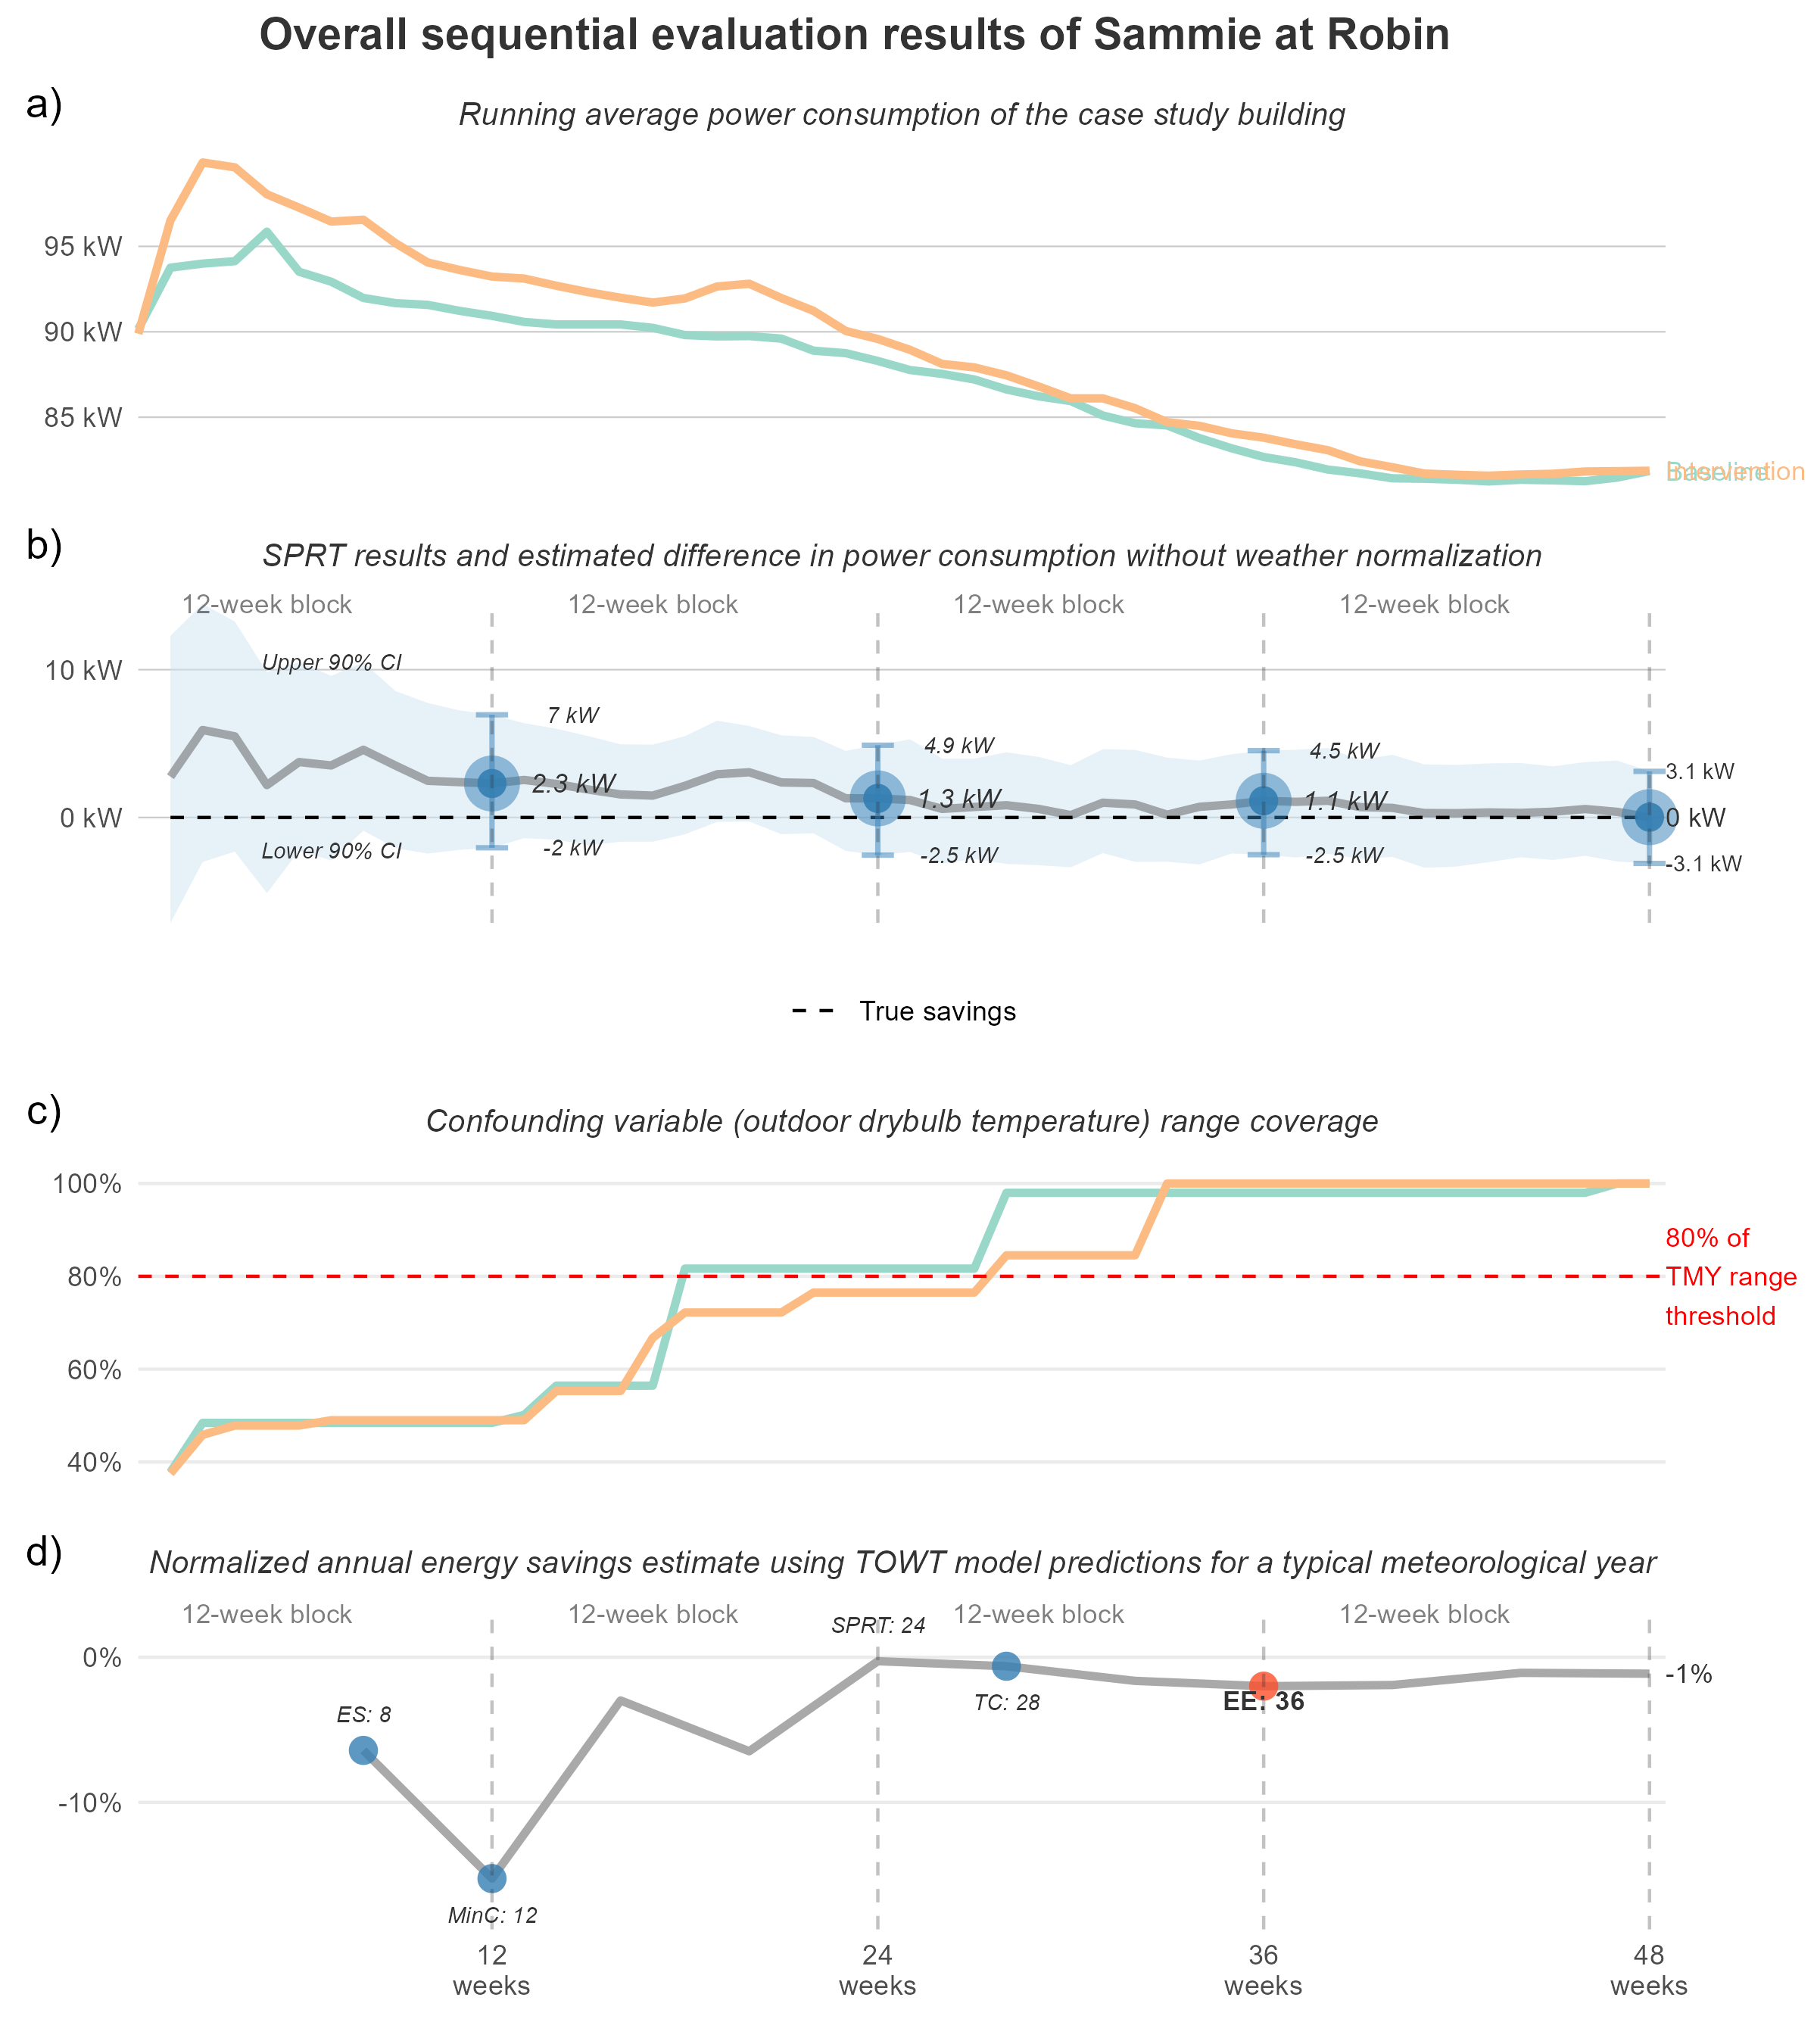 Overall sequential evaluation results of Sammie at Robin
a)
Running average power consumption of the case study building
95 kW
90 kW
85 kW
Baseline
Intervention
b)
SPRT results and estimated difference in power consumption without weather normalization
12-week block 12-week block 12-week block 12-week block
Upper 90% CI
10 kW
7 kW
4.9 kW
4.5 kW
3.1 kW
2.3 kW
1.3 kW
1.1 kW
0 kW
0 kW
Lower 90% CI
-2 kW
-2.5 kW
-2.5 kW
-3.1 kW
True savings
c)
Confounding variable (outdoor drybulb temperature) range coverage
100%
80%
60%
40%
80% of
TMY range
threshold
d)
Normalized annual energy savings estimate using TOWT model predictions for a typical meteorological year
12-week block 12-week block 12-week block 12-week block
SPRT: 24
0%
-1%
TC: 28
EE: 36
ES: 8
-10%
MinC: 12
12
weeks
24
weeks
36
weeks
48
weeks